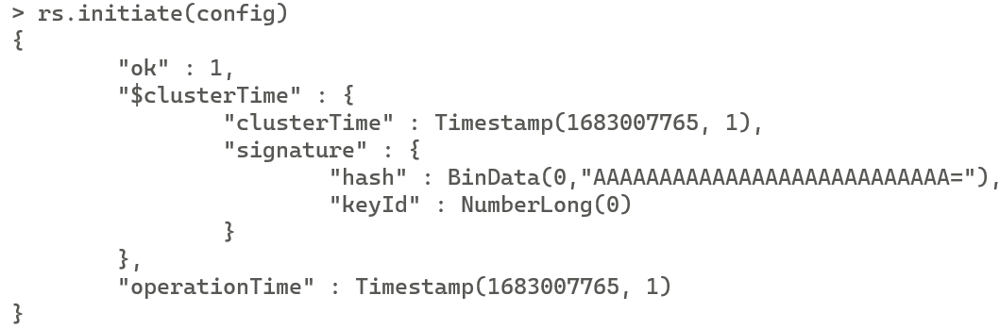 > rs.initiate(config)
{
        "ok" : 1,
        "$clusterTime" : {
                "clusterTime" : Timestamp(1683007765, 1),
                "signature" : {
                        "hash" : BinData(0,"AAAAAAAAAAAAAAAAAAAAAAAAAAA="),
                        "keyId" : NumberLong(0)
                }
        },
        "operationTime" : Timestamp(1683007765, 1)
}